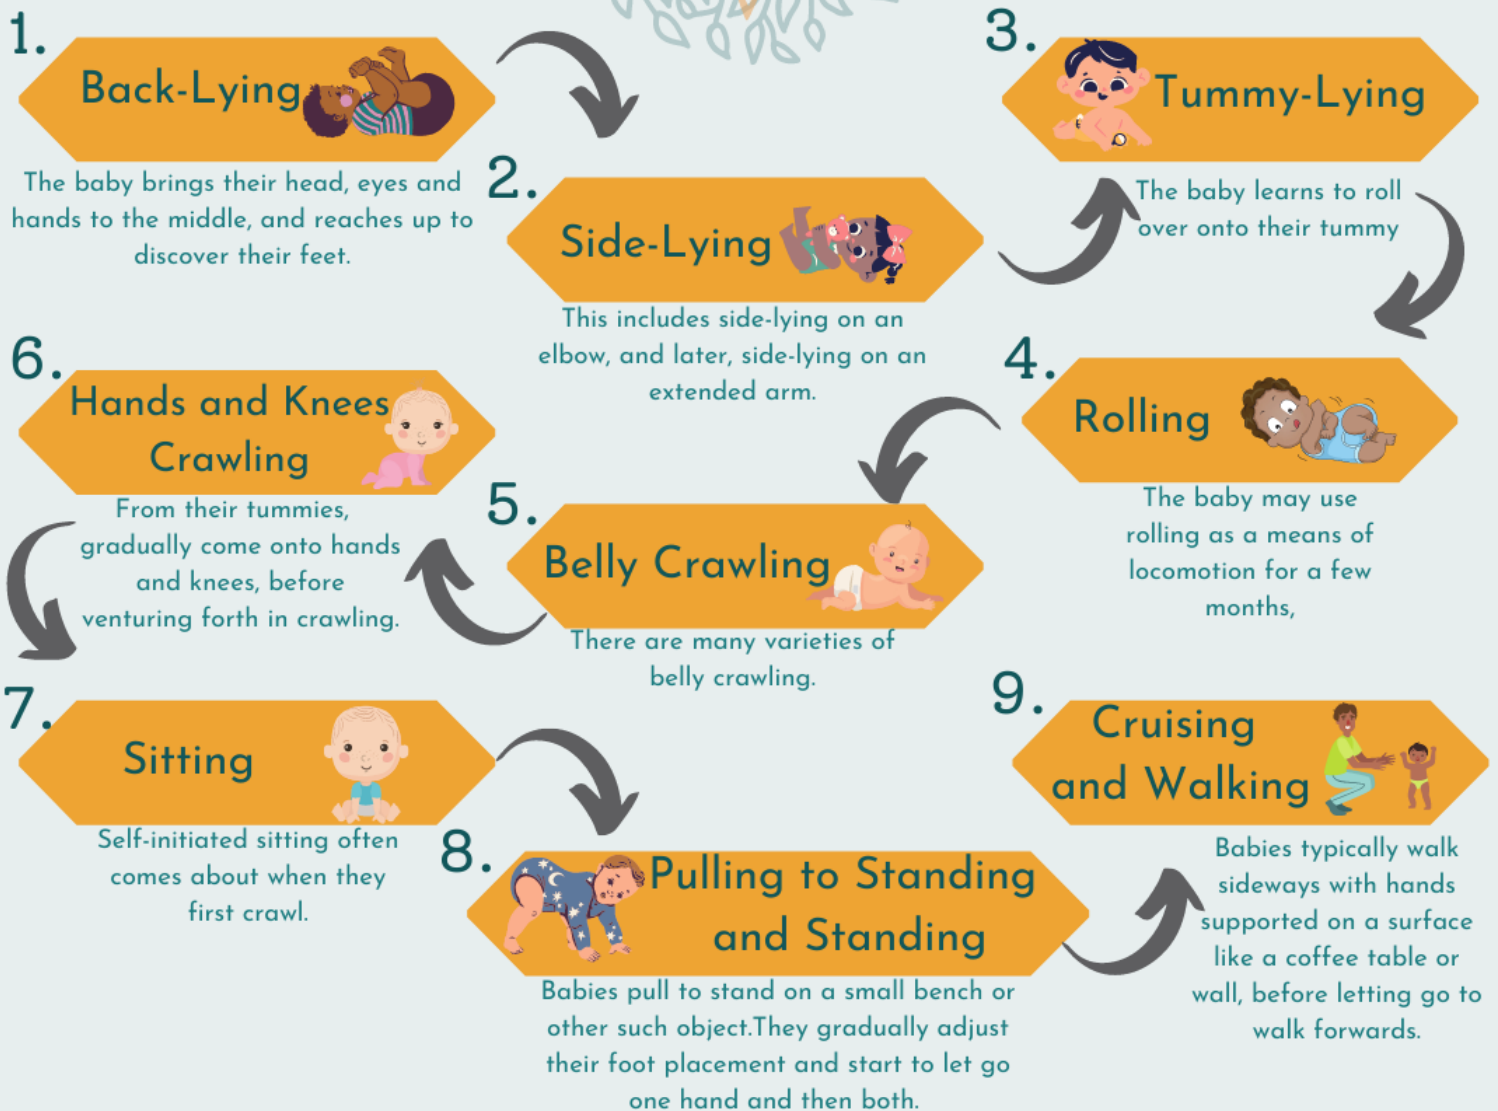 1.
Back-Lying
The baby brings their head, eyes and
hands to the middle, and reaches up to
discover their feet.
2.
Side-Lying
This includes side-lying on an
elbow, and later, side-lying on an
extended arm.
3.
Tummy-Lying
The baby learns to roll
over onto their tummy
4.
Rolling
The baby may use
rolling as a means of
locomotion for a few
months,
5.
Belly Crawling
There are many varieties of
belly crawling.
6.
Hands and Knees
Crawling
From their tummies,
gradually come onto hands
and knees, before
venturing forth in crawling.
7.
Sitting
Self-initiated sitting often
comes about when they
first crawl.
8.
Pulling to Standing
and Standing
Babies pull to stand on a small bench or
other such object.They gradually adjust
their foot placement and start to let go
one hand and then both.
9.
Cruising
and Walking
Babies typically walk
sideways with hands
supported on a surface
like a coffee table or
wall, before letting go to
walk forwards.